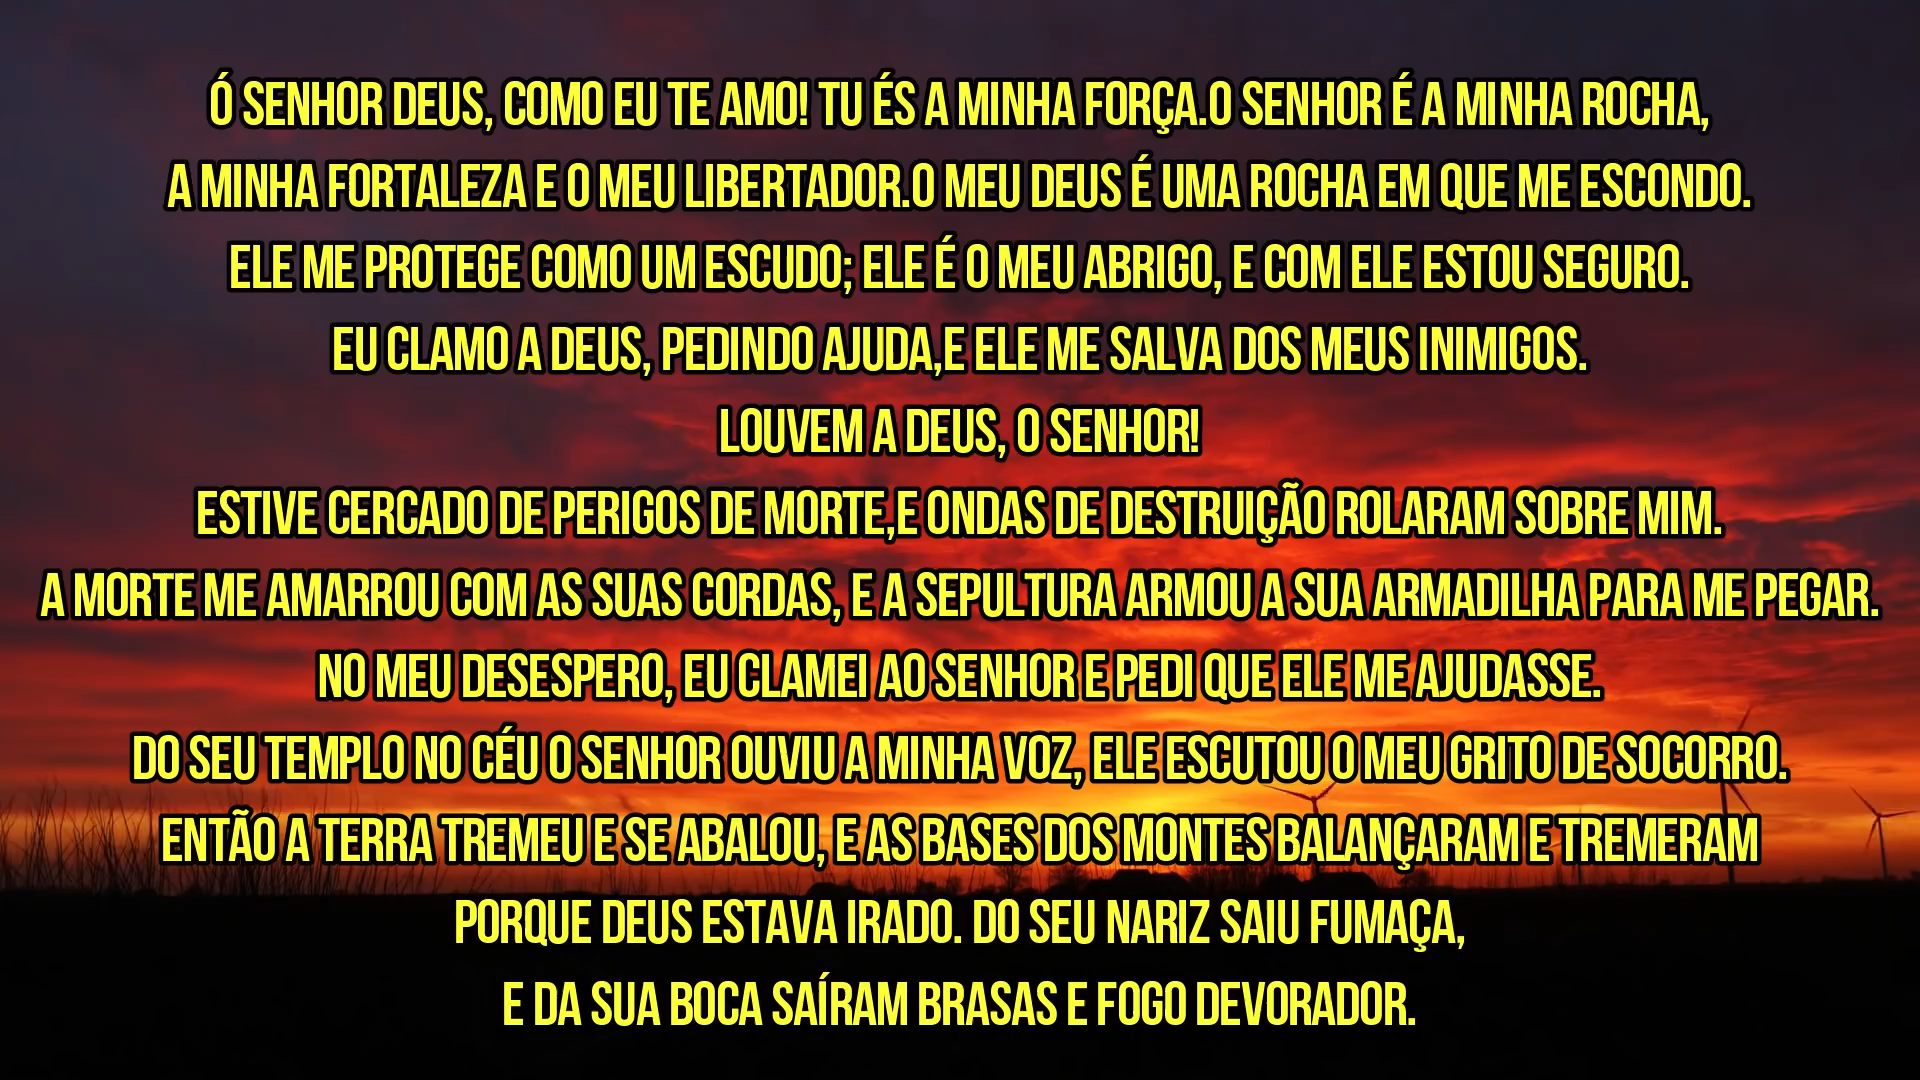 Ó SENHOR DEUS, COMO EU TE AMO! TU ÉS A MINHA FORÇA.O SENHOR É A MINHA ROCHA,
A MINHA FORTALEZA E O MEU LIBERTADOR.O MEU DEUS É UMA ROCHA EM QUE ME ESCONDO.
ELE ME PROTEGE COMO UM ESCUDO; ELE É O MEU ABRIGO, E COM ELE ESTOU SEGURO.
EU CLAMO A DEUS, PEDINDO AJUDA,E ELE ME SALVA DOS MEUS INIMIGOS.
LOUVEM A DEUS, O SENHOR!
ESTIVE CERCADO DE PERIGOS DE MORTE,E ONDAS DE DESTRUIÇÃO ROLARAM SOBRE MIM.
A MORTE ME AMARROU COM AS SUAS CORDAS, E A SEPULTURA ARMOU A SUA ARMADILHA PARA ME PEGAR.
NO MEU DESESPERO, EU CLAMEI AO SENHOR E PEDI QUE ELE ME AJUDASSE.
DO SEU TEMPLO NO CÉU O SENHOR OUVIU A MINHA VOZ, ELE ESCUTOU O MEU GRITO DE SOCORRO.
ENTÃO A TERRA TREMEU E SE ABALOU, E AS BASES DOS MONTES BALANÇARAM E TREMERAM
PORQUE DEUS ESTAVA IRADO. DO SEU NARIZ SAIU FUMAÇA,
E DA SUA BOCA SAÍRAM BRASAS E FOGO DEVORADOR.